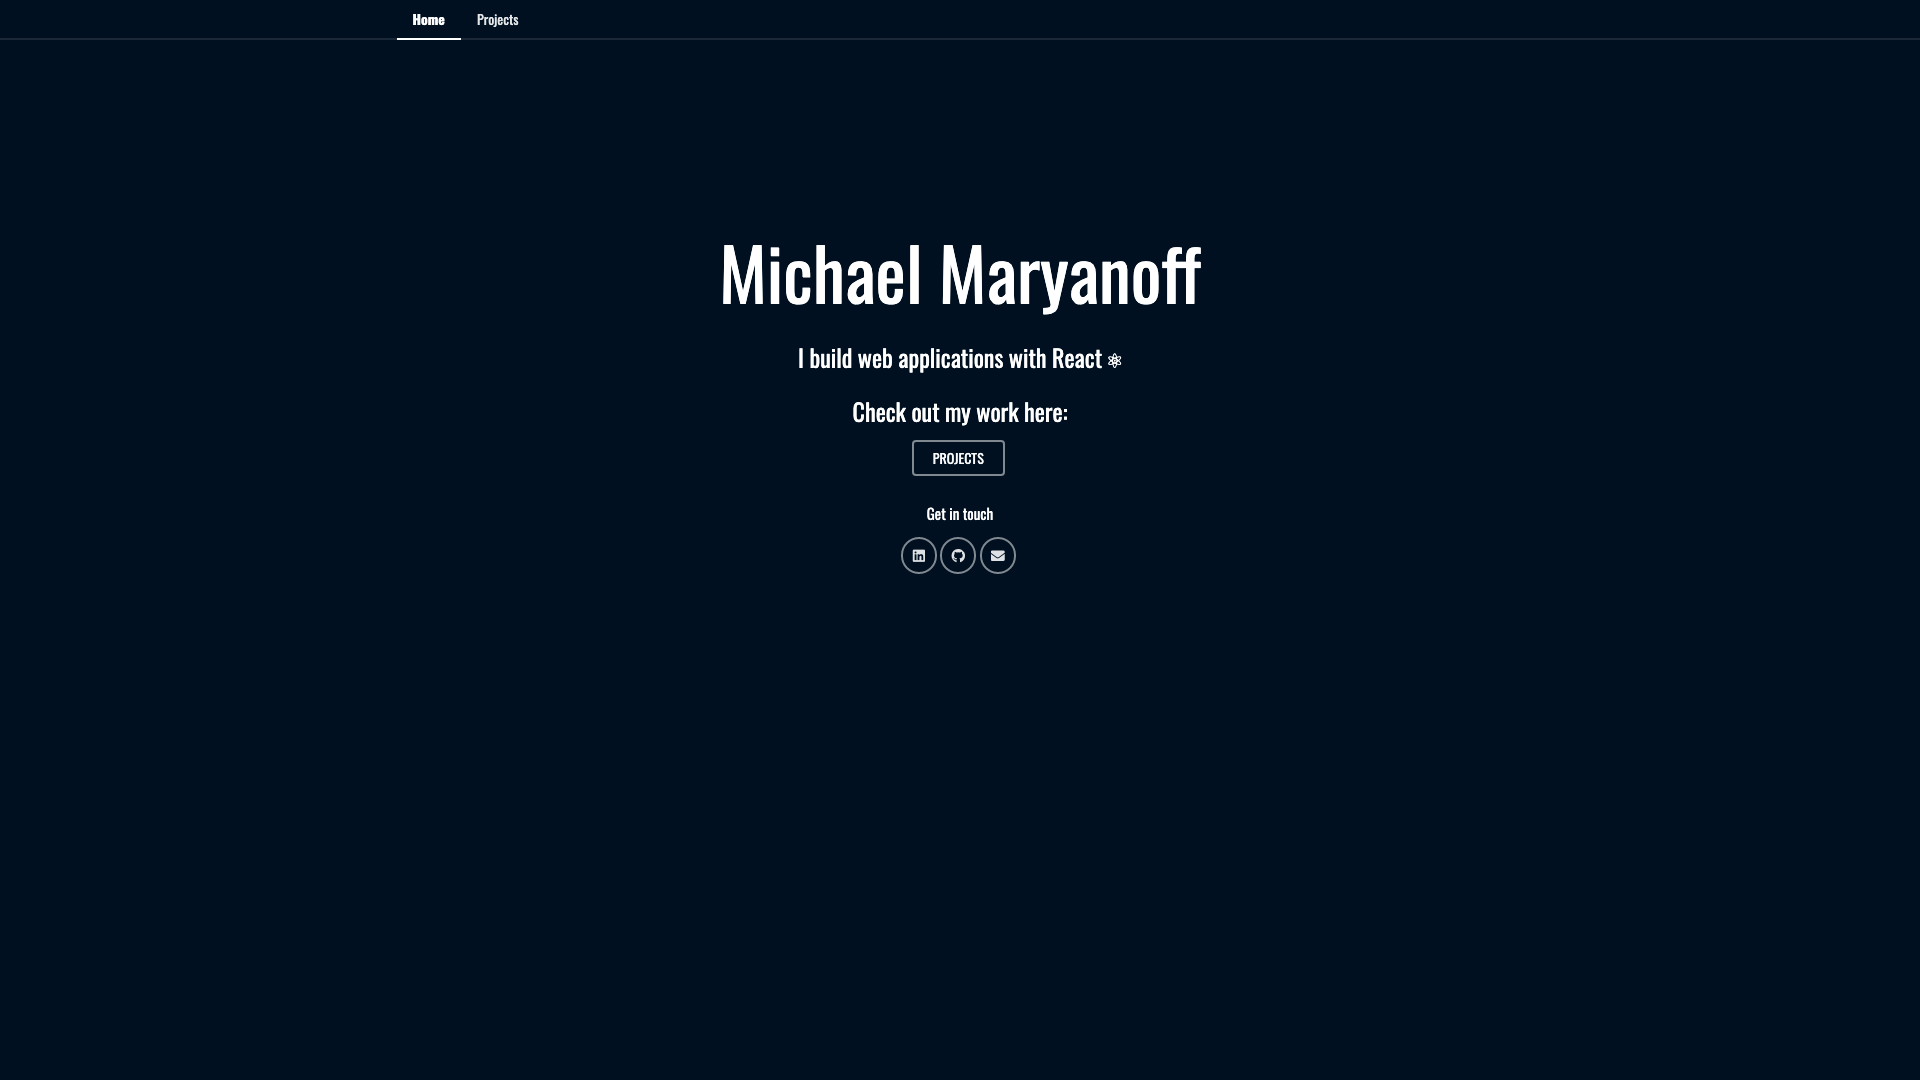 Home Projects
Michael Maryanoff
I build web applications with React ⚛
Check out my work here:
PROJECTS
Get in touch